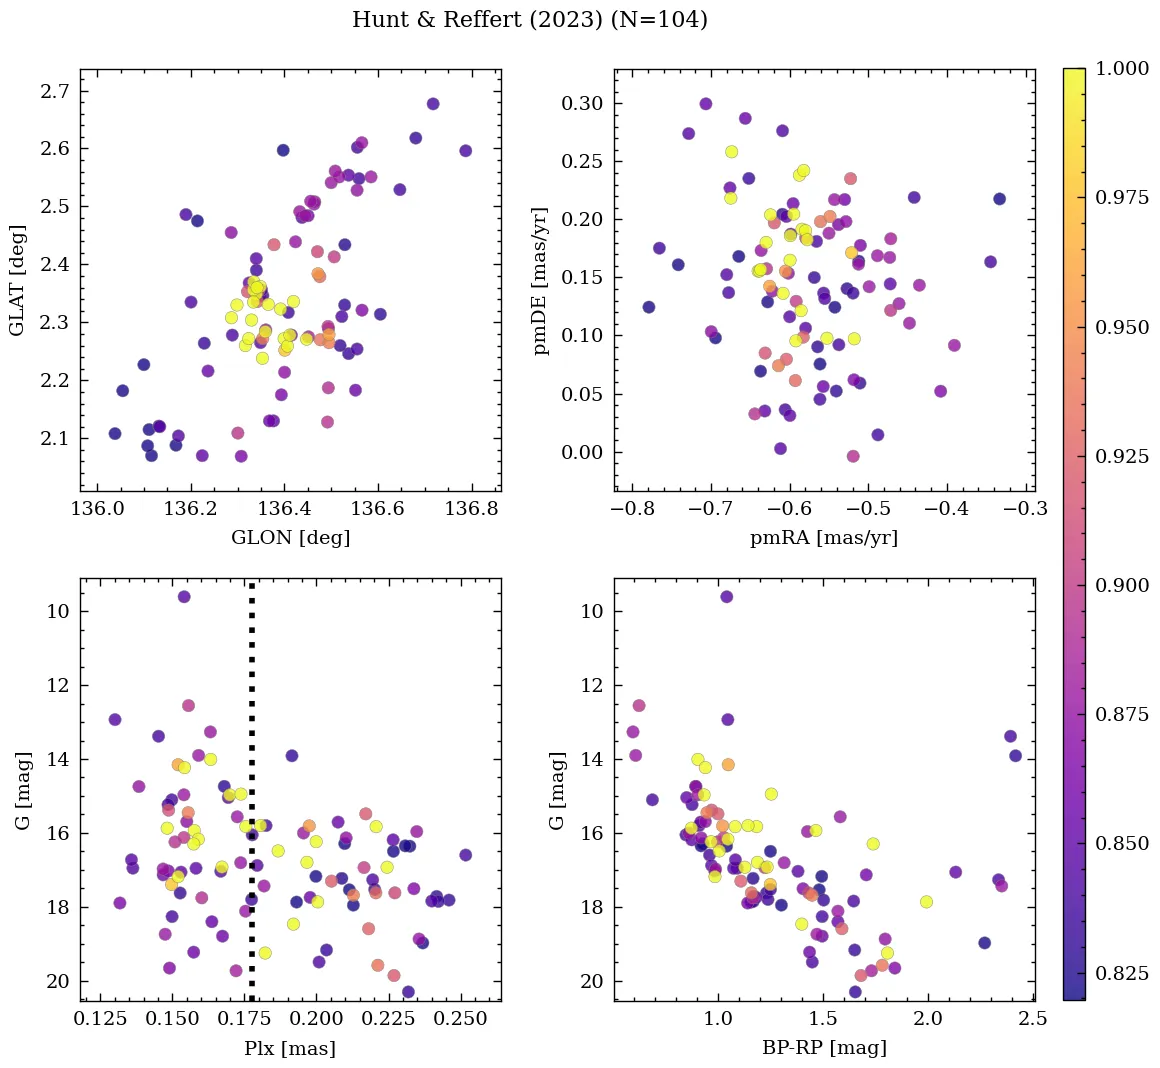 Hunt & Reffert (2023) (N=104)
2.7
2.6
2.5
2.4
2.3
2.2
2.1
GLAT [deg]
136.0 136.2 136.4 136.6 136.8
GLON [deg]
0.30
0.25
0.20
0.15
0.10
0.05
0.00
pmDE [mas/yr]
−0.8 −0.7 −0.6 −0.5 −0.4 −0.3
pmRA [mas/yr]
10
12
14
16
18
20
G [mag]
0.125 0.150 0.175 0.200 0.225 0.250
Plx [mas]
10
12
14
16
18
20
G [mag]
1.0 1.5 2.0 2.5
BP-RP [mag]
1.000
0.975
0.950
0.925
0.900
0.875
0.850
0.825